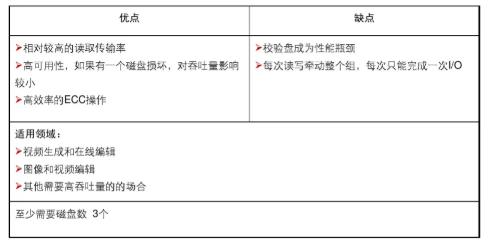 优点
缺点
➢相对较高的读取传输率
➢高可用性，如果有一个磁盘损坏，对吞吐量影响
较小
➢高效率的ECC操作
➢校验盘成为性能瓶颈
➢每次读写牵动整个组，每次只能完成一次I/O
适用领域：
➢视频生成和在线编辑
➢图像和视频编辑
➢其他需要高吞吐量的的场合
至少需要磁盘数 3个